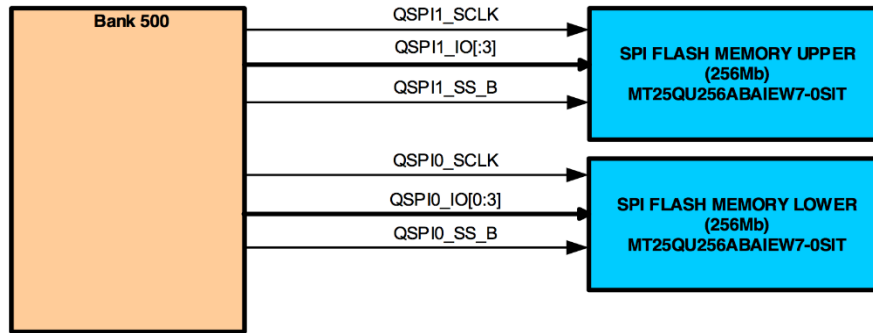 Bank 500
QSPI1_SCLK
QSPI1_IO[:3]
QSPI1_SS_B
SPI FLASH MEMORY UPPER
(256Mb)
MT25QU256ABAIEW7-0SIT
QSPI0_SCLK
QSPI0_IO[0:3]
QSPI0_SS_B
SPI FLASH MEMORY LOWER
(256Mb)
MT25QU256ABAIEW7-0SIT